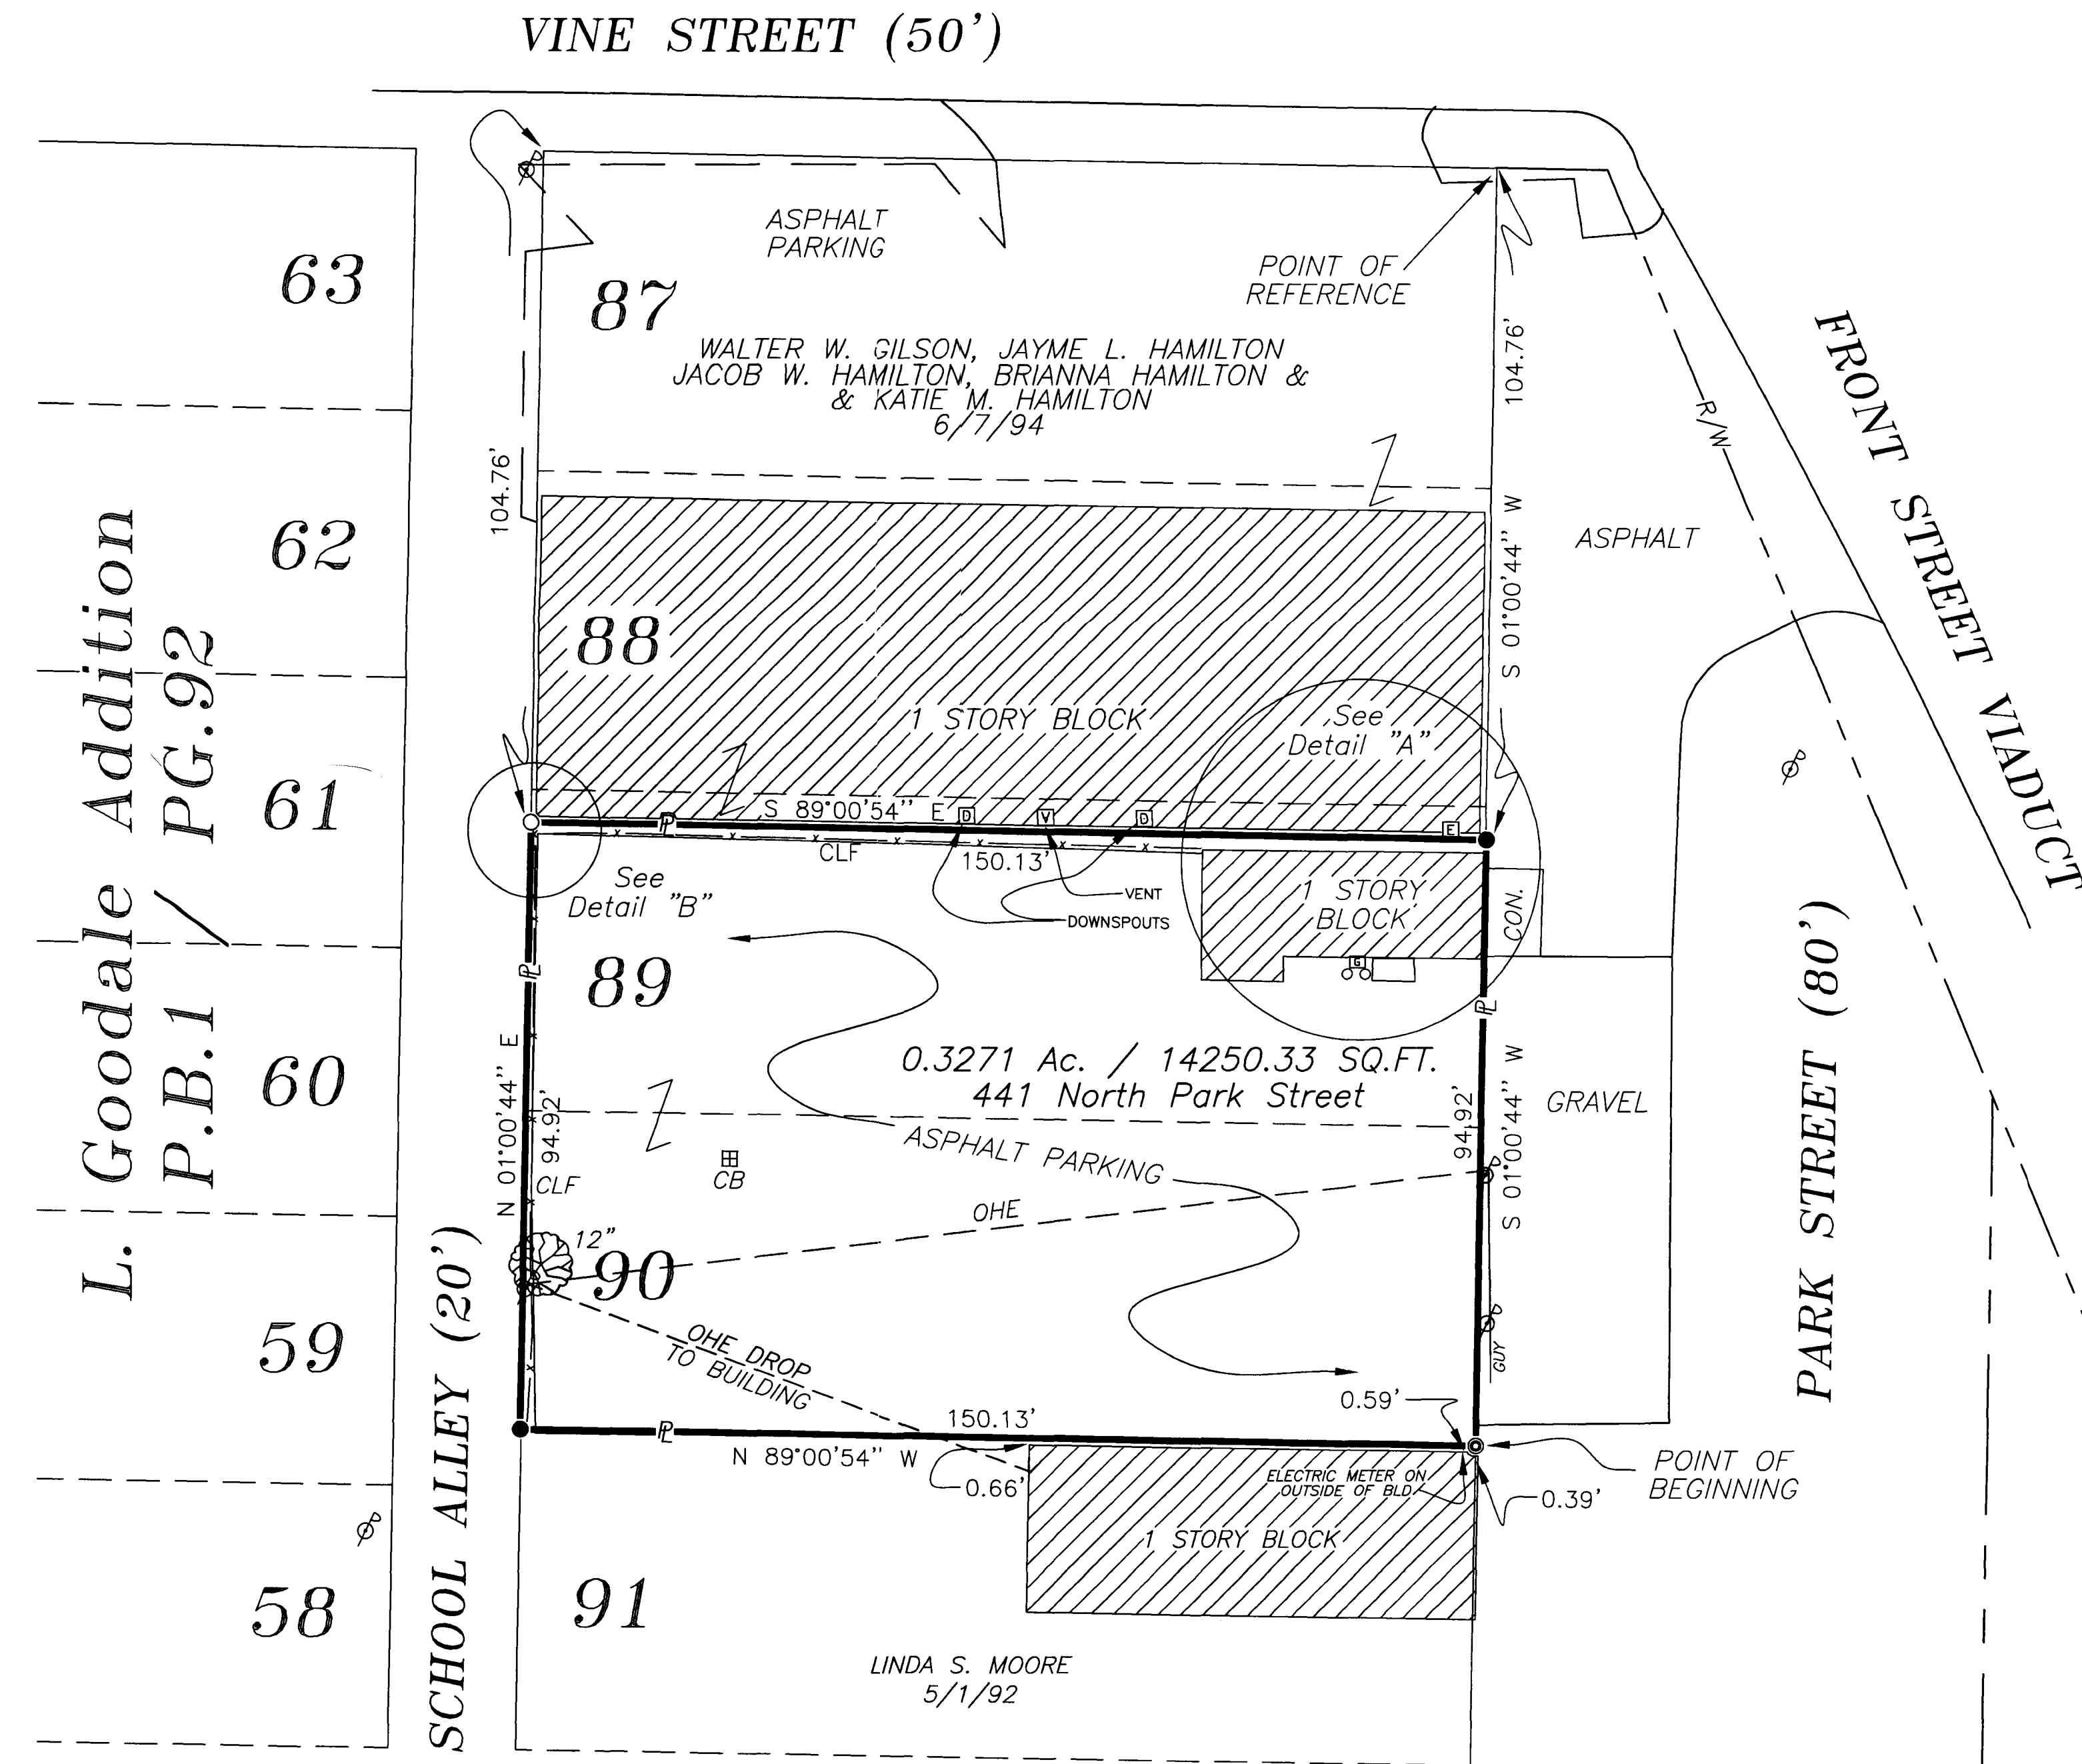 VINE STREET (50')
ASPHALT
PARKING
63
87
POINT OF
REFERENCE
WALTER W. GILSON, JAYME L. HAMILTON
JACOB W. HAMILTON, BRIANNA HAMILTON &
& KATIE M. HAMILTON
6/7/94
104.76'
104.76'
R/W
FRONT STREET VIADUCT
62
ASPHALT
S 01°00'44" W
88
1 STORY BLOCK
See
Detail "A"
L. Goodale Addition
P.B.1 / PG.92
61
S 89°00'54" E
D
V
D
E
PL
CLF
150.13'
See
Detail "B"
VENT
DOWNSPOUTS
1 STORY
BLOCK
CON.
G
PL
89
PL
0.3271 Ac. / 14250.33 SQ.FT.
441 North Park Street
60
N 01°00'44" E
94.92'
94.92'
S 01°00'44" W
GRAVEL
PARK STREET (80')
ASPHALT PARKING
CB
CLF
OHE
12"
90
59
SCHOOL ALLEY (20')
OHE DROP
TO BUILDING
GUY
0.59'
150.13'
PL
N 89°00'54" W
0.66'
ELECTRIC METER ON
OUTSIDE OF BLD.
0.39'
POINT OF
BEGINNING
1 STORY BLOCK
58
91
LINDA S. MOORE
5/1/92